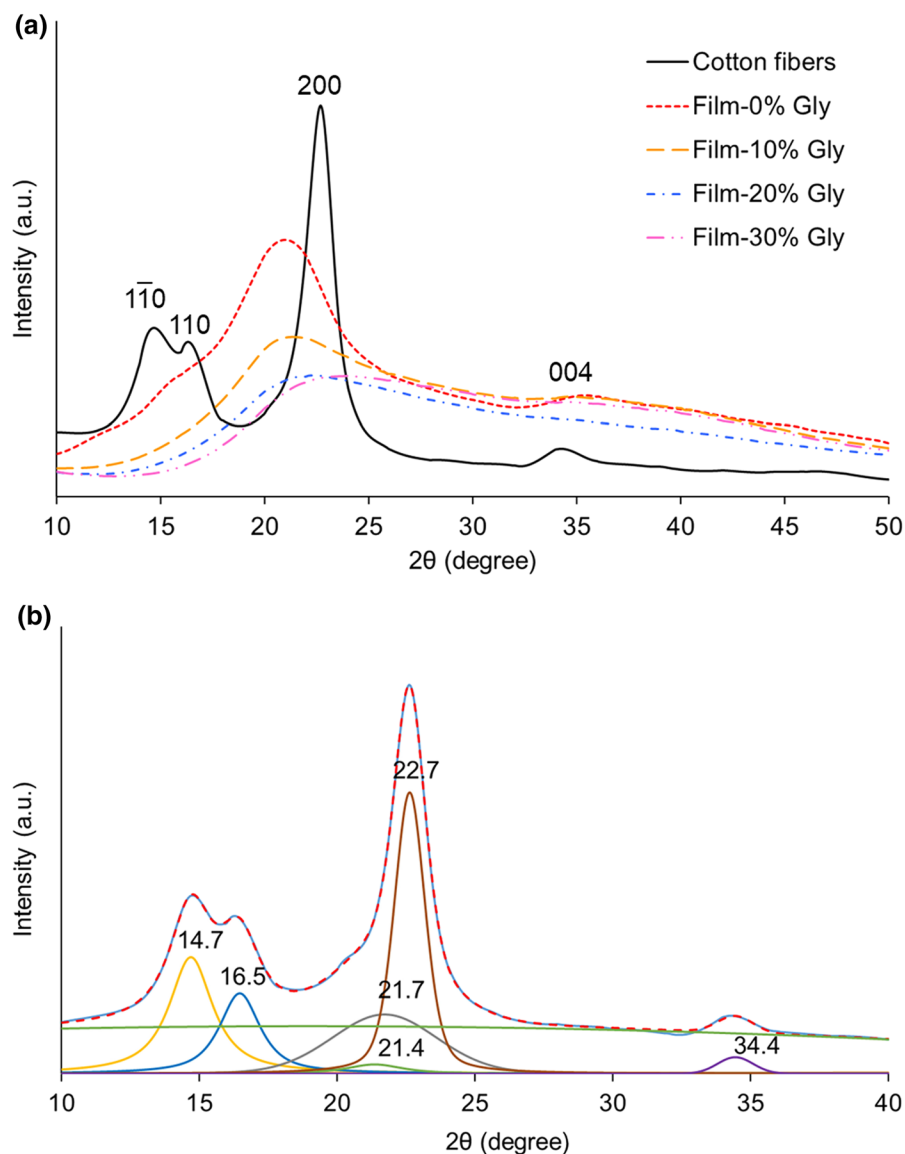 (a)
200
11̅0
110
004
Cotton fibers
Film-0% Gly
Film-10% Gly
Film-20% Gly
Film-30% Gly
Intensity (a.u.)
10 15 20 25 30 35 40 45 50
2θ (degree)
(b)
22.7
14.7
16.5
21.7
21.4
34.4
Intensity (a.u.)
10 15 20 25 30 35 40
2θ (degree)